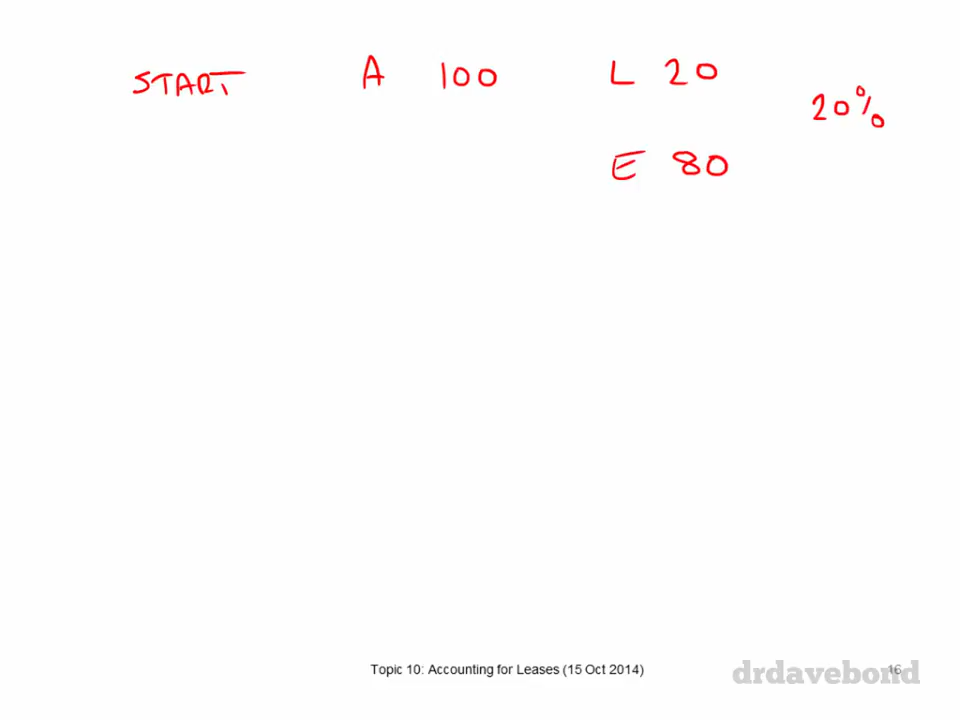 START A 100 L 20
20%
E 80
Topic 10: Accounting for Leases (15 Oct 2014) 16
drdavebond